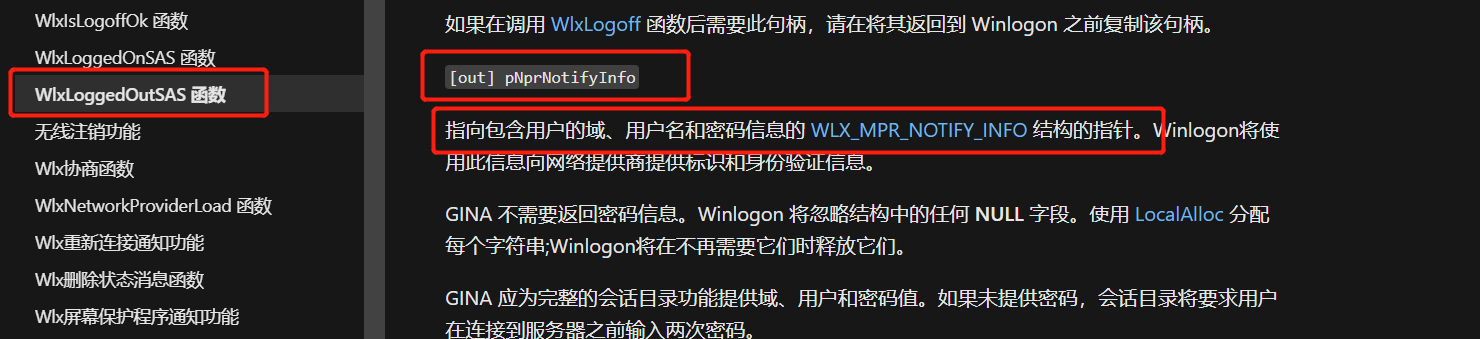 WlxIsLogoffOk 函数
WlxLoggedOnSAS 函数
WlxLoggedOutSAS 函数
无线注销功能
Wlx协商函数
WlxNetworkProviderLoad 函数
Wlx重新连接通知功能
Wlx删除状态消息函数
Wlx屏幕保护程序通知功能
如果在调用 WlxLogoff 函数后需要此句柄，请在将其返回到 Winlogon 之前复制该句柄。
[out] pNprNotifyInfo
指向包含用户的域、用户名和密码信息的 WLX_MPR_NOTIFY_INFO 结构的指针。Winlogon将使
用此信息向网络提供商提供标识和身份验证信息。
GINA 不需要返回密码信息。Winlogon 将忽略结构中的任何 NULL 字段。使用 LocalAlloc 分配
每个字符串;Winlogon将在不再需要它们时释放它们。
GINA 应为完整的会话目录功能提供域、用户和密码值。如果未提供密码，会话目录将要求用户
在连接到服务器之前输入两次密码。